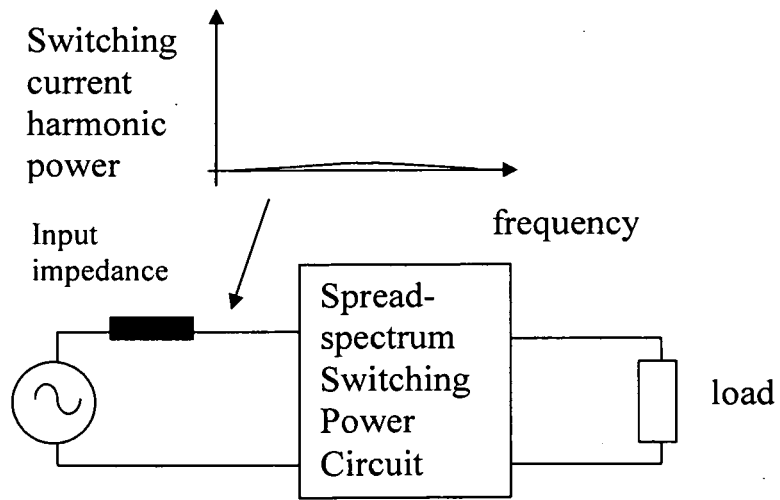 Switching
current
harmonic
power
frequency
Input
impedance
Spread-
spectrum
Switching
Power
Circuit
load